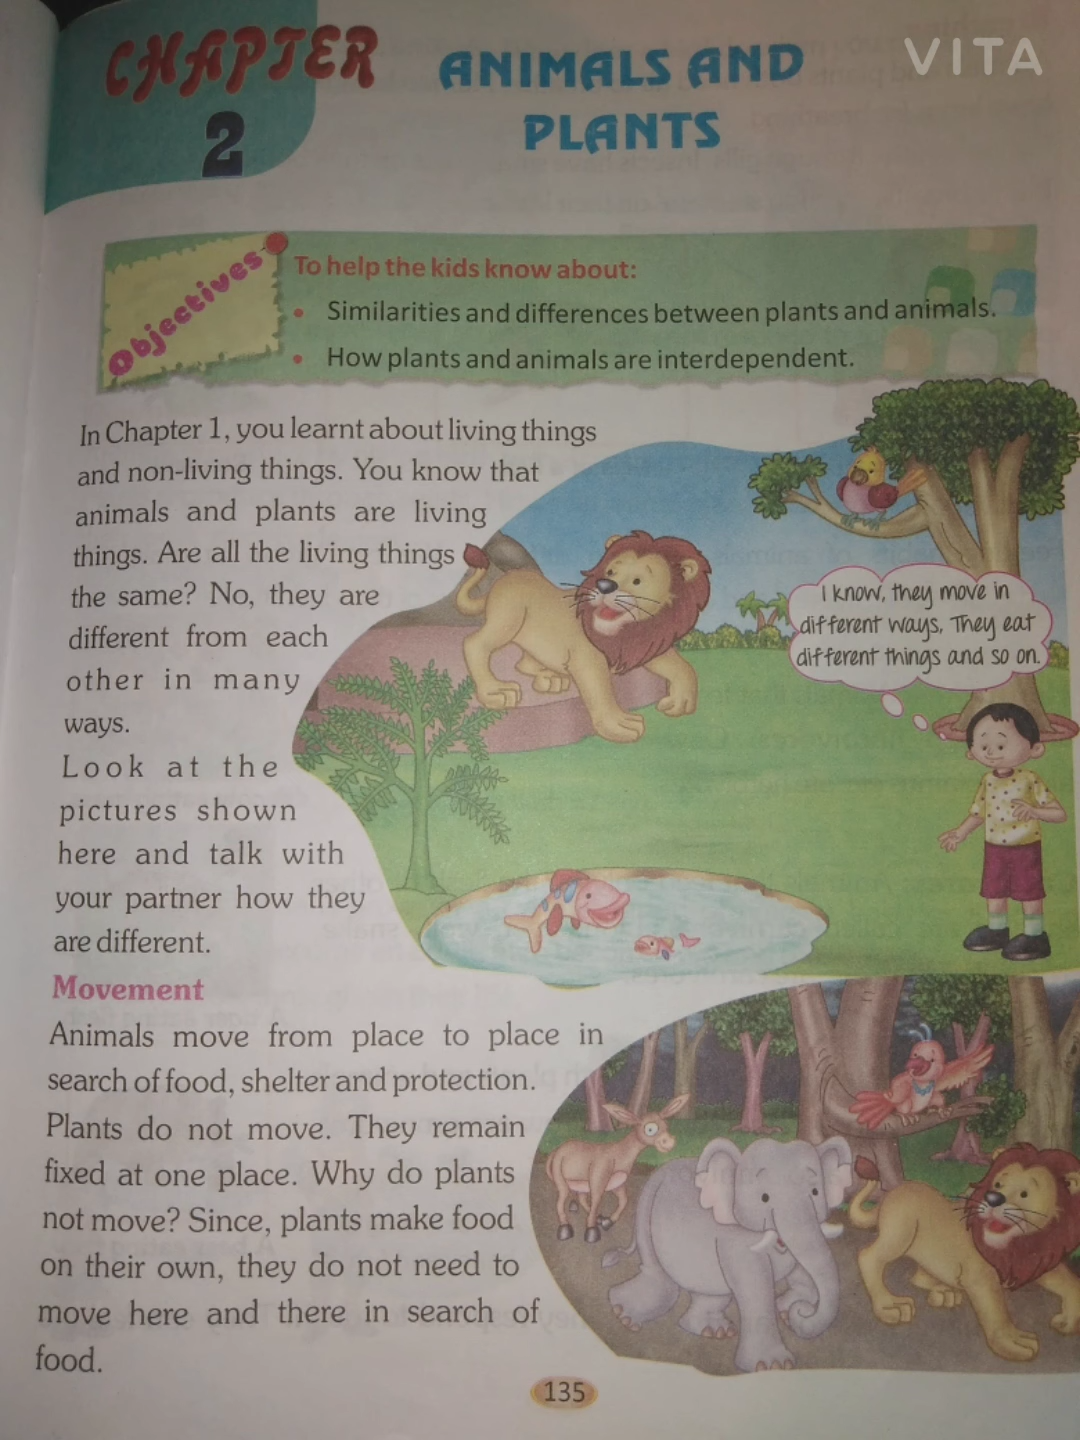 CHAPTER
2
ANIMALS AND
PLANTS
VITA
Objectives
To help the kids know about:
• Similarities and differences between plants and animals.
• How plants and animals are interdependent.
In Chapter 1, you learnt about living things
and non-living things. You know that
animals and plants are living
things. Are all the living things
the same? No, they are
different from each
other in many
ways.
Look at the
pictures shown
here and talk with
your partner how they
are different.
I know, they move in
different ways, They eat
different things and so on.
Movement
Animals move from place to place in
search of food, shelter and protection.
Plants do not move. They remain
fixed at one place. Why do plants
not move? Since, plants make food
on their own, they do not need to
move here and there in search of
food.
135